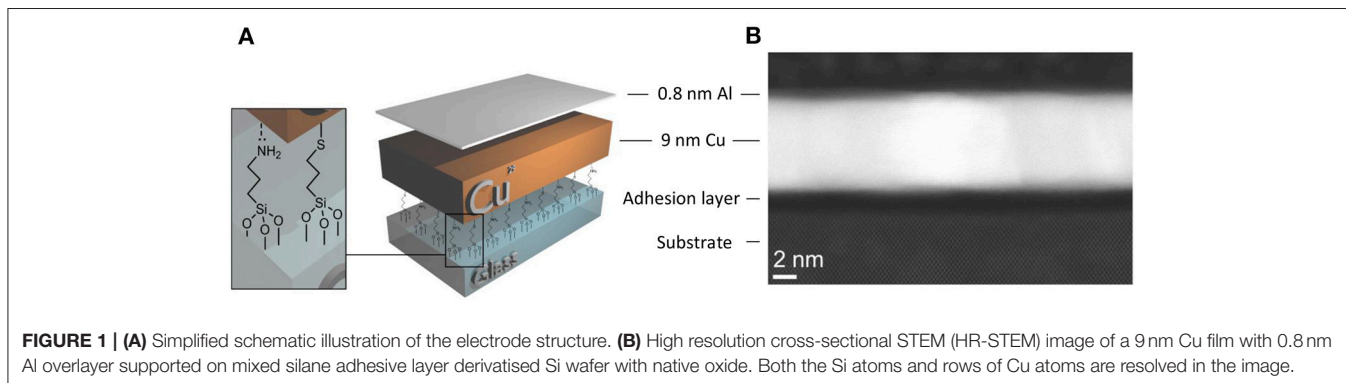 A
B
0.8 nm Al
9 nm Cu
Adhesion layer
Substrate
NH2
S
Si
Si
O
O
O
O
O
O
Cu
Glass
2 nm
FIGURE 1 | (A) Simplified schematic illustration of the electrode structure. (B) High resolution cross-sectional STEM (HR-STEM) image of a 9 nm Cu film with 0.8 nm
Al overlayer supported on mixed silane adhesive layer derivatised Si wafer with native oxide. Both the Si atoms and rows of Cu atoms are resolved in the image.